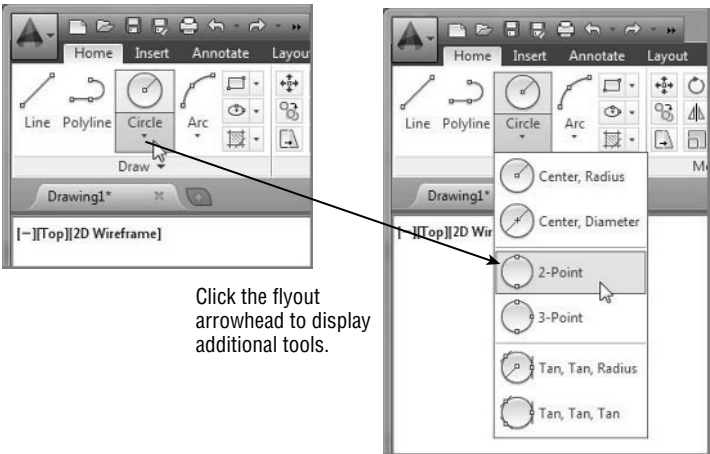 Home Insert Annotate Layou
Line Polyline Circle Arc
Draw
Drawing1*
[−][Top][2D Wireframe]
Click the flyout
arrowhead to display
additional tools.
Home Insert Annotate Layout
Line Polyline Circle Arc
Mo
Drawing1*
[−][Top][2D Wir
Center, Radius
Center, Diameter
2-Point
3-Point
Tan, Tan, Radius
Tan, Tan, Tan